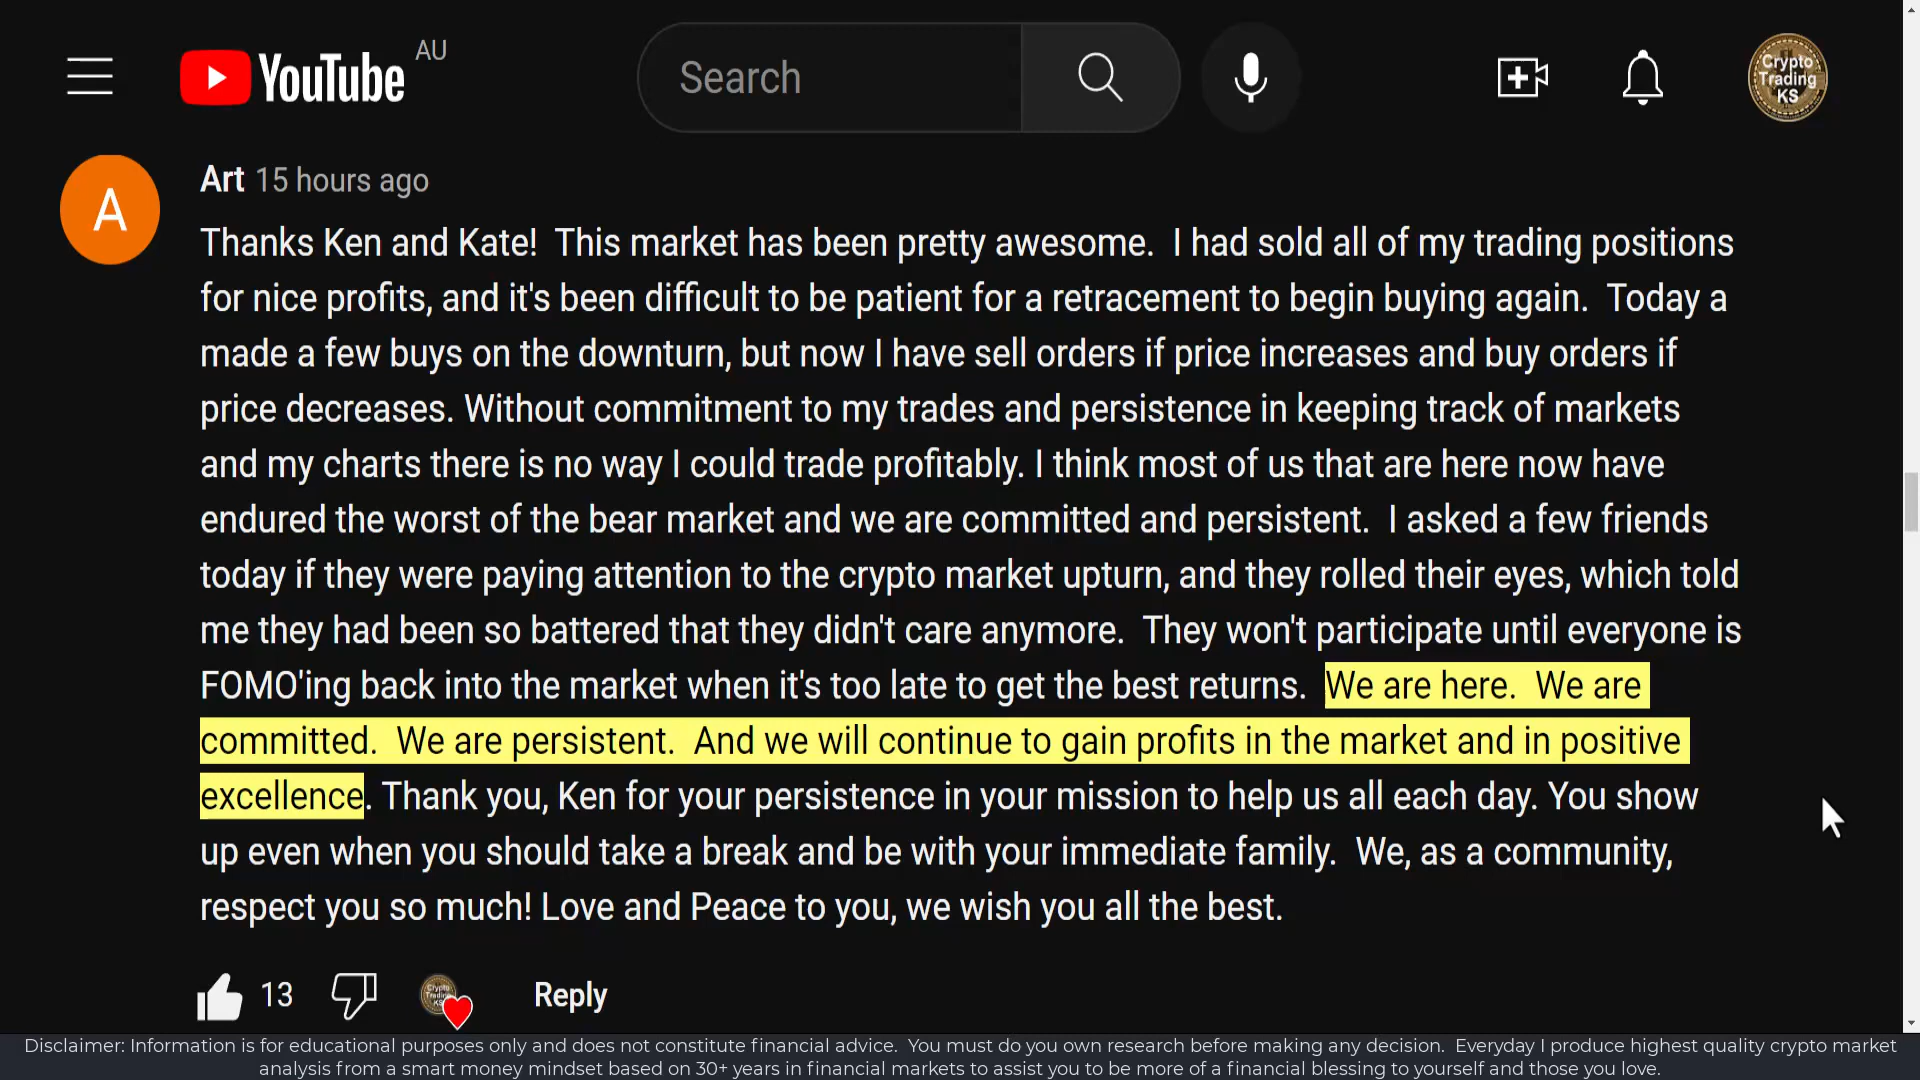 YouTube AU
Search
Crypto
Trading
KS
A
Art 15 hours ago
Thanks Ken and Kate! This market has been pretty awesome. I had sold all of my trading positions
for nice profits, and it's been difficult to be patient for a retracement to begin buying again. Today a
made a few buys on the downturn, but now I have sell orders if price increases and buy orders if
price decreases. Without commitment to my trades and persistence in keeping track of markets
and my charts there is no way I could trade profitably. I think most of us that are here now have
endured the worst of the bear market and we are committed and persistent. I asked a few friends
today if they were paying attention to the crypto market upturn, and they rolled their eyes, which told
me they had been so battered that they didn't care anymore. They won't participate until everyone is
FOMO'ing back into the market when it's too late to get the best returns. We are here. We are
committed. We are persistent. And we will continue to gain profits in the market and in positive
excellence. Thank you, Ken for your persistence in your mission to help us all each day. You show
up even when you should take a break and be with your immediate family. We, as a community,
respect you so much! Love and Peace to you, we wish you all the best.
13 Reply
Disclaimer: Information is for educational purposes only and does not constitute financial advice. You must do you own research before making any decision. Everyday I produce highest quality crypto market
analysis from a smart money mindset based on 30+ years in financial markets to assist you to be more of a financial blessing to yourself and those you love.